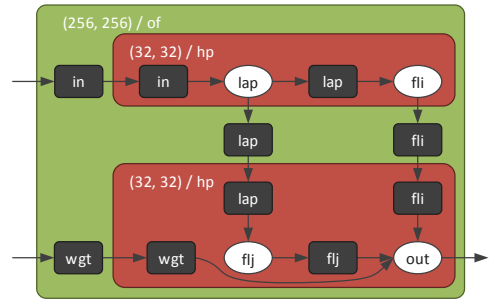 (256, 256) / of
(32, 32) / hp
in in lap lap fli
lap fli
(32, 32) / hp
lap fli
wgt wgt flj flj out